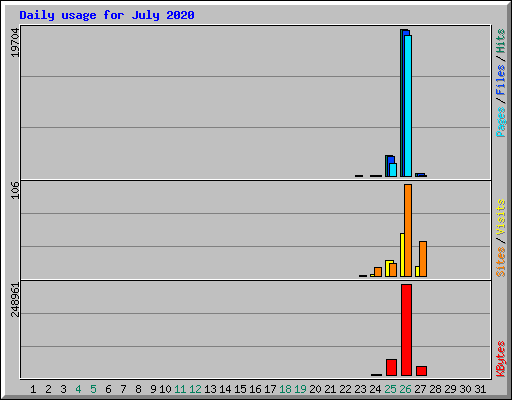 Daily usage for July 2020
19704
106
248961
Pages / Files / Hits
Sites / Visits
KBytes
1 2 3 4 5 6 7 8 9 10 11 12 13 14 15 16 17 18 19 20 21 22 23 24 25 26 27 28 29 30 31